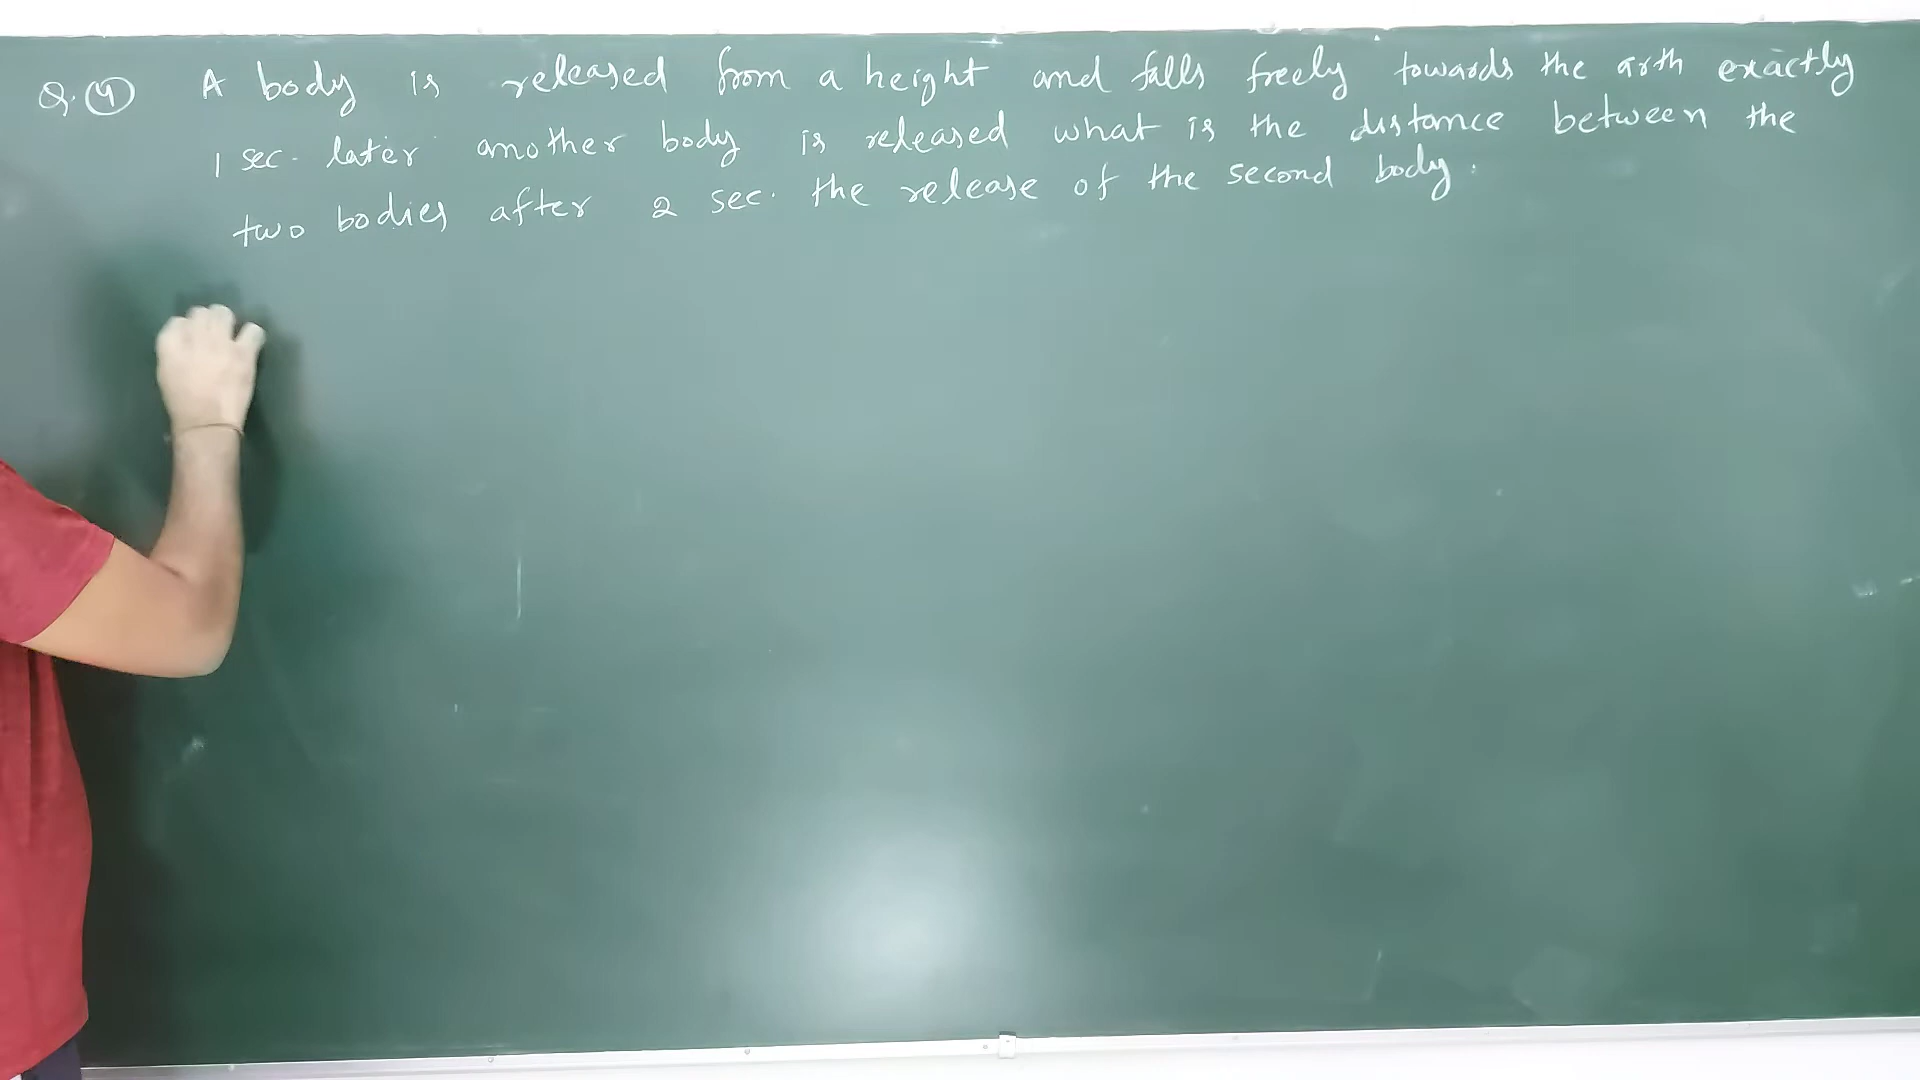 Q.(4) A body is released from a height and falls freely towards the arth exactly
1 sec. later another body is released what is the distance between the
two bodies after 2 sec. the release of the second body.